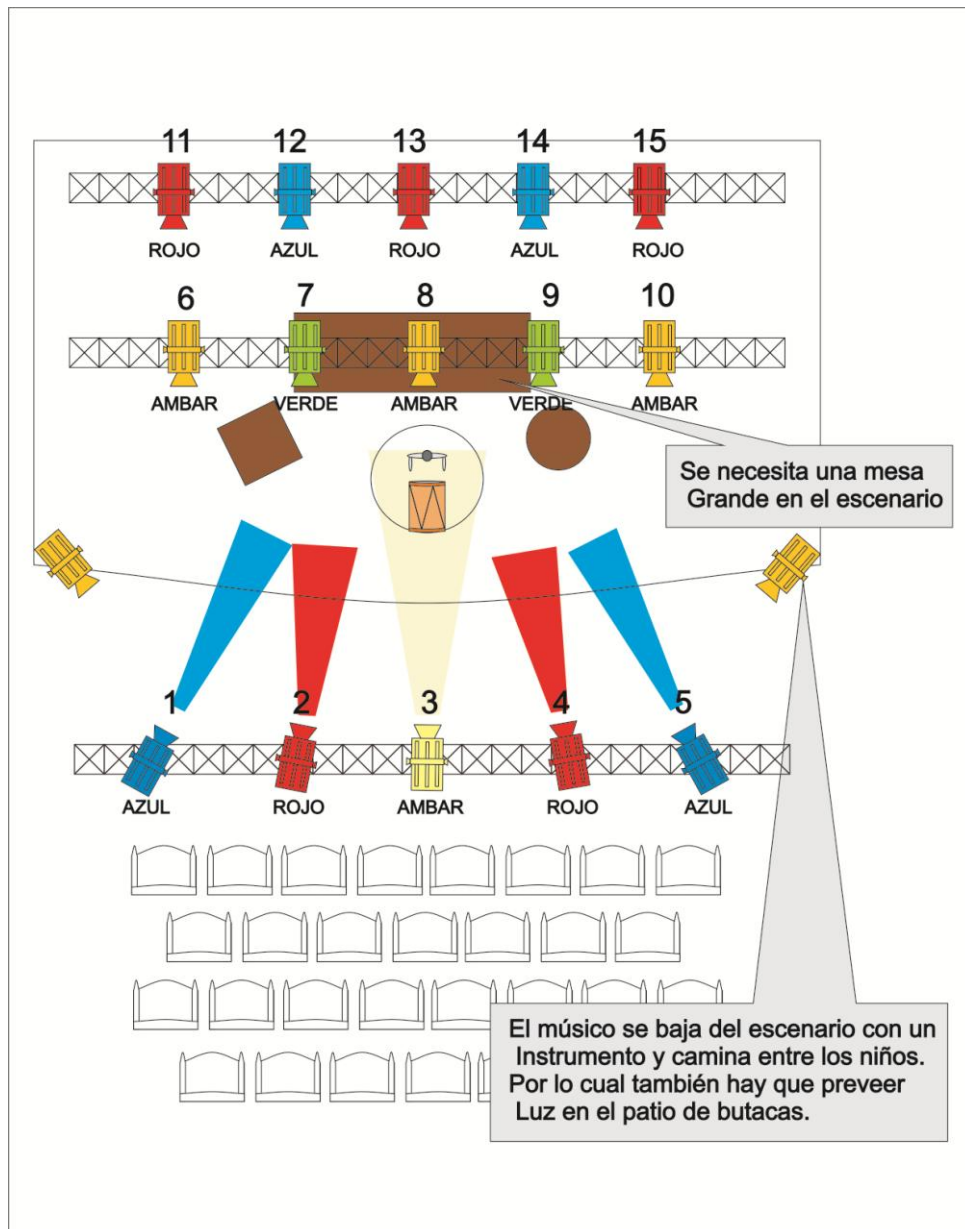 11 12 13 14 15
ROJO AZUL ROJO AZUL ROJO
6 7 8 9 10
AMBAR VERDE AMBAR VERDE AMBAR
Se necesita una mesa
Grande en el escenario
1 2 3 4 5
AZUL ROJO AMBAR ROJO AZUL
El músico se baja del escenario con un
Instrumento y camina entre los niños.
Por lo cual también hay que preveer
Luz en el patio de butacas.